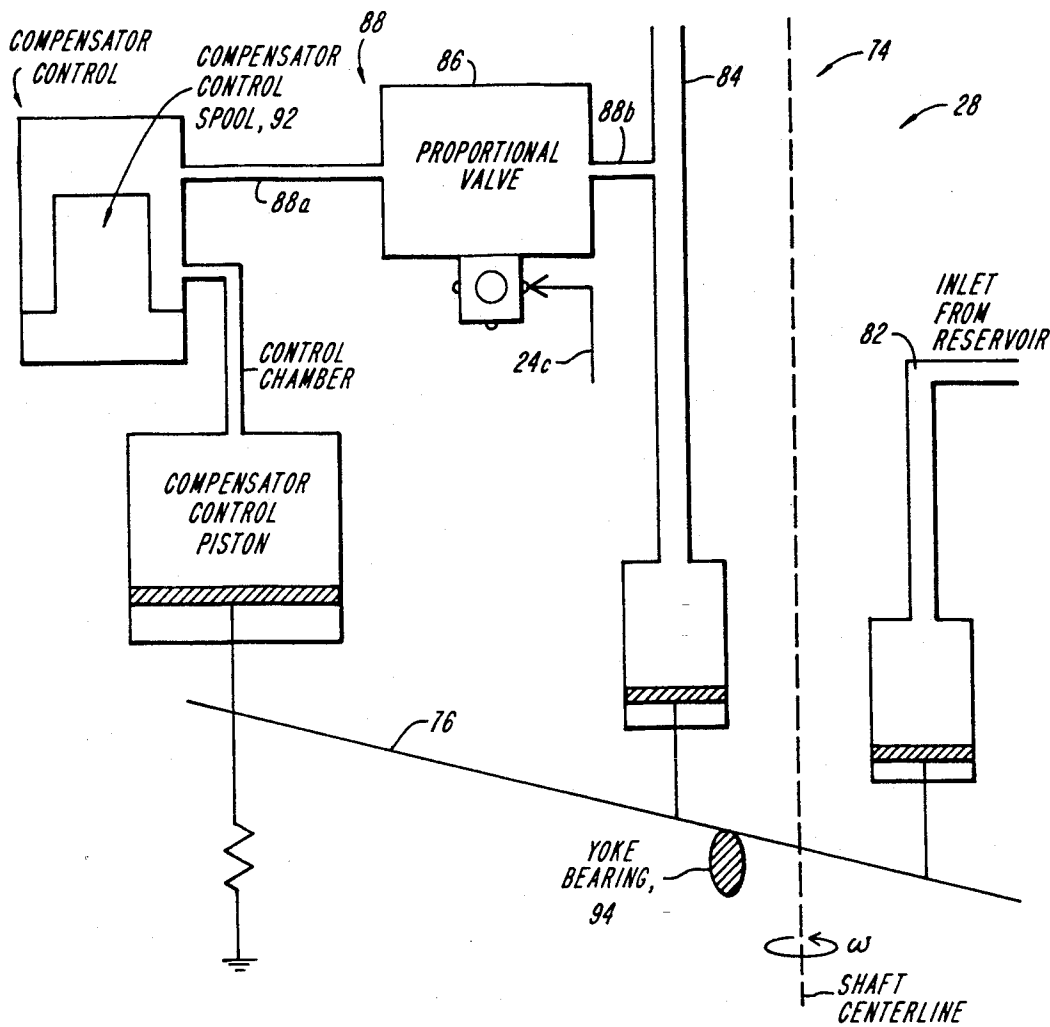 COMPENSATOR
CONTROL
COMPENSATOR
CONTROL
SPOOL, 92
88
86
PROPORTIONAL
VALVE
88a
88b
84
74
28
24c
INLET
FROM
RESERVOIR
82
CONTROL
CHAMBER
COMPENSATOR
CONTROL
PISTON
76
YOKE
BEARING,
94
ω
SHAFT
CENTERLINE